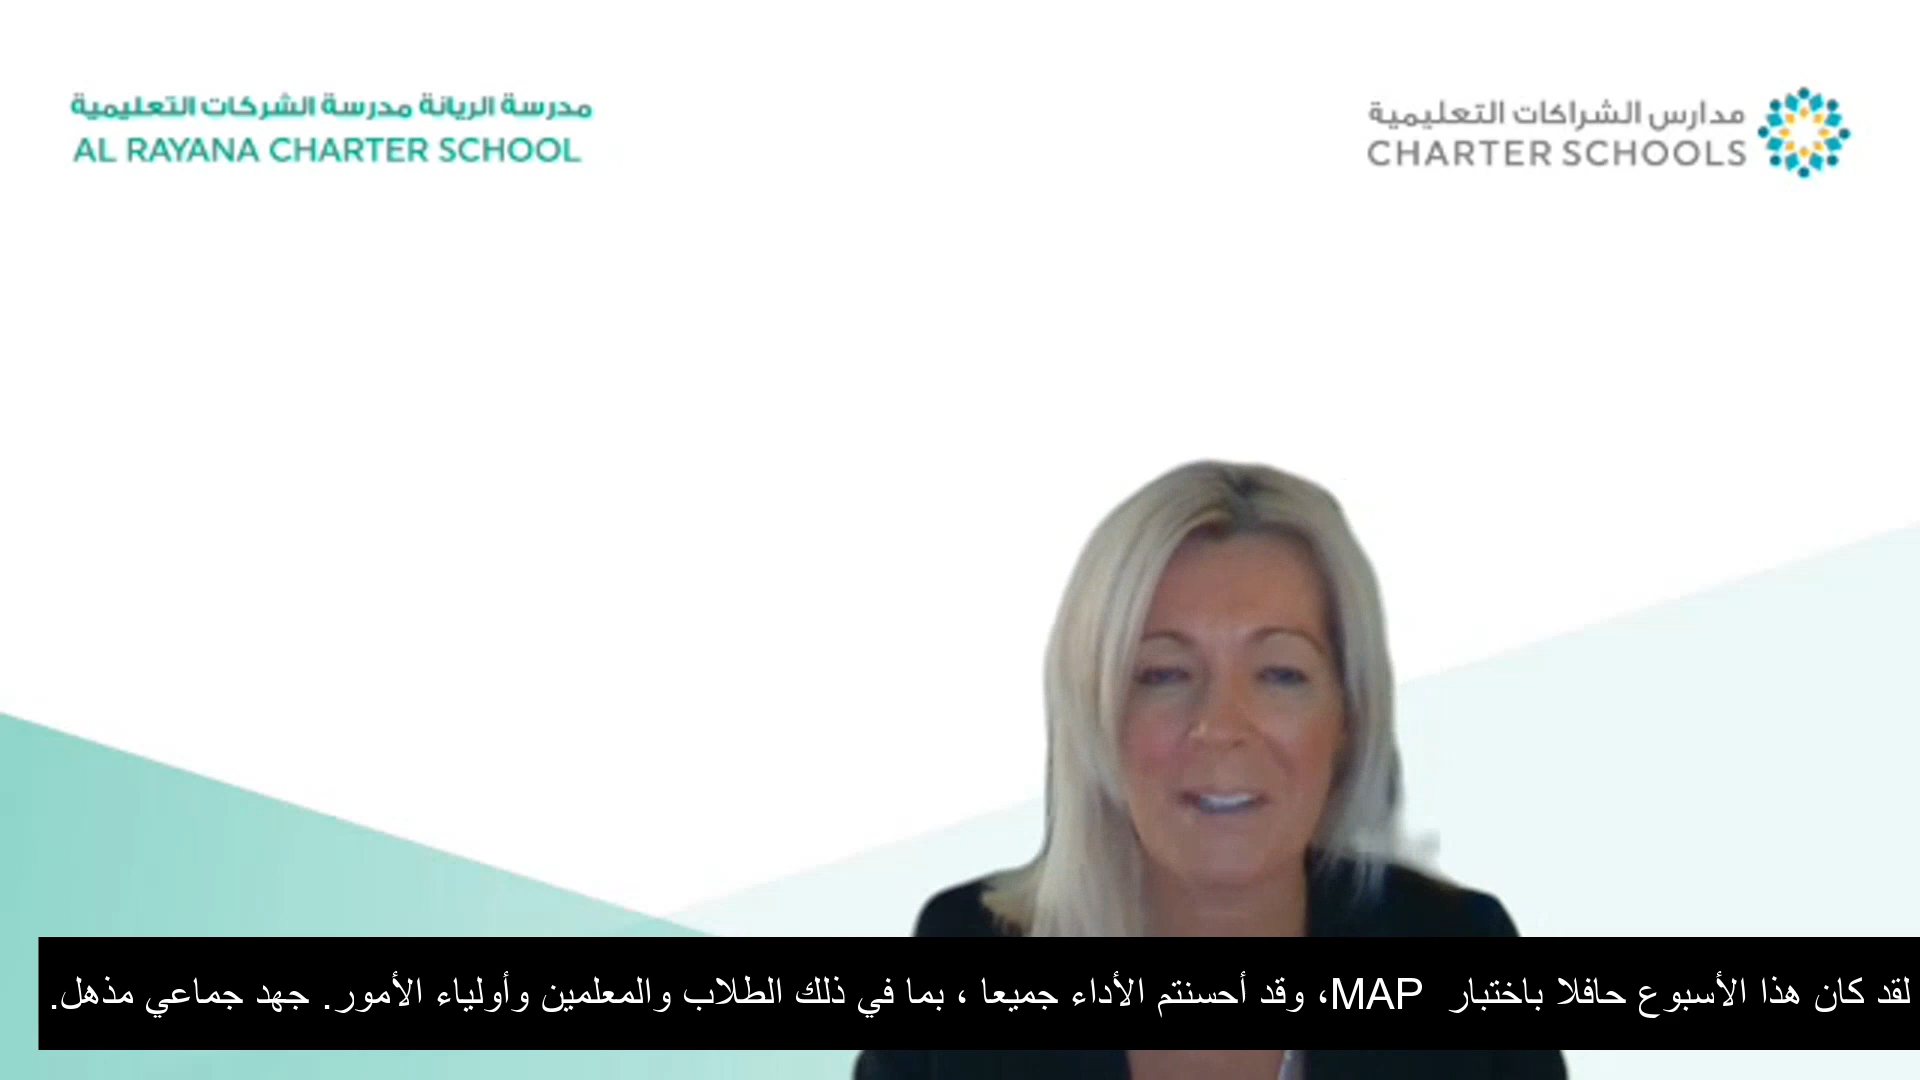 مدرسة الريانة مدرسة الشركات التعليمية
AL RAYANA CHARTER SCHOOL
مدارس الشراكات التعليمية
CHARTER SCHOOLS
لقد كان هذا الأسبوع حافلا باختبار MAP، وقد أحسنتم الأداء جميعا ، بما في ذلك الطلاب والمعلمين وأولياء الأمور. جهد جماعي مذهل.